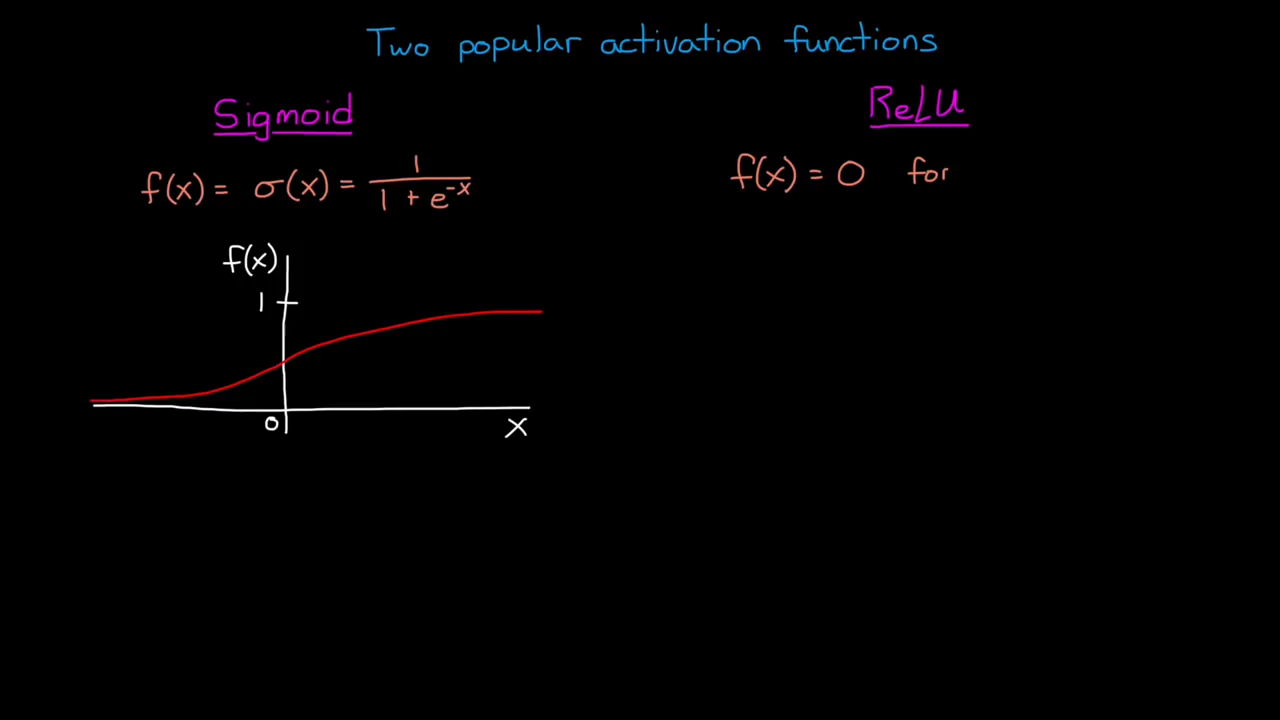 Two popular activation functions
Sigmoid
f(x) = σ(x) = 1 / (1 + e^-x)
f(x)
1
0
x
ReLU
f(x) = 0 for